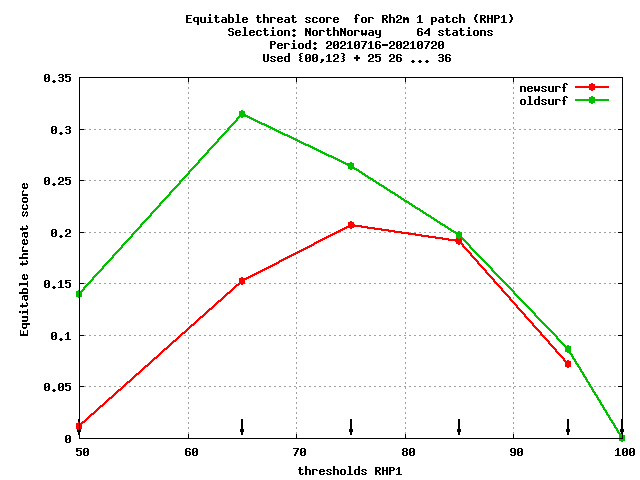 Equitable threat score  for Rh2m 1 patch (RHP1)
Selection: NorthNorway     64 stations
Period: 20210716-20210720
Used {00,12} + 25 26 ... 36
newsurf
oldsurf
0.35
0.3
0.25
0.2
0.15
0.1
0.05
0
Equitable threat score
50 60 70 80 90 100
thresholds RHP1